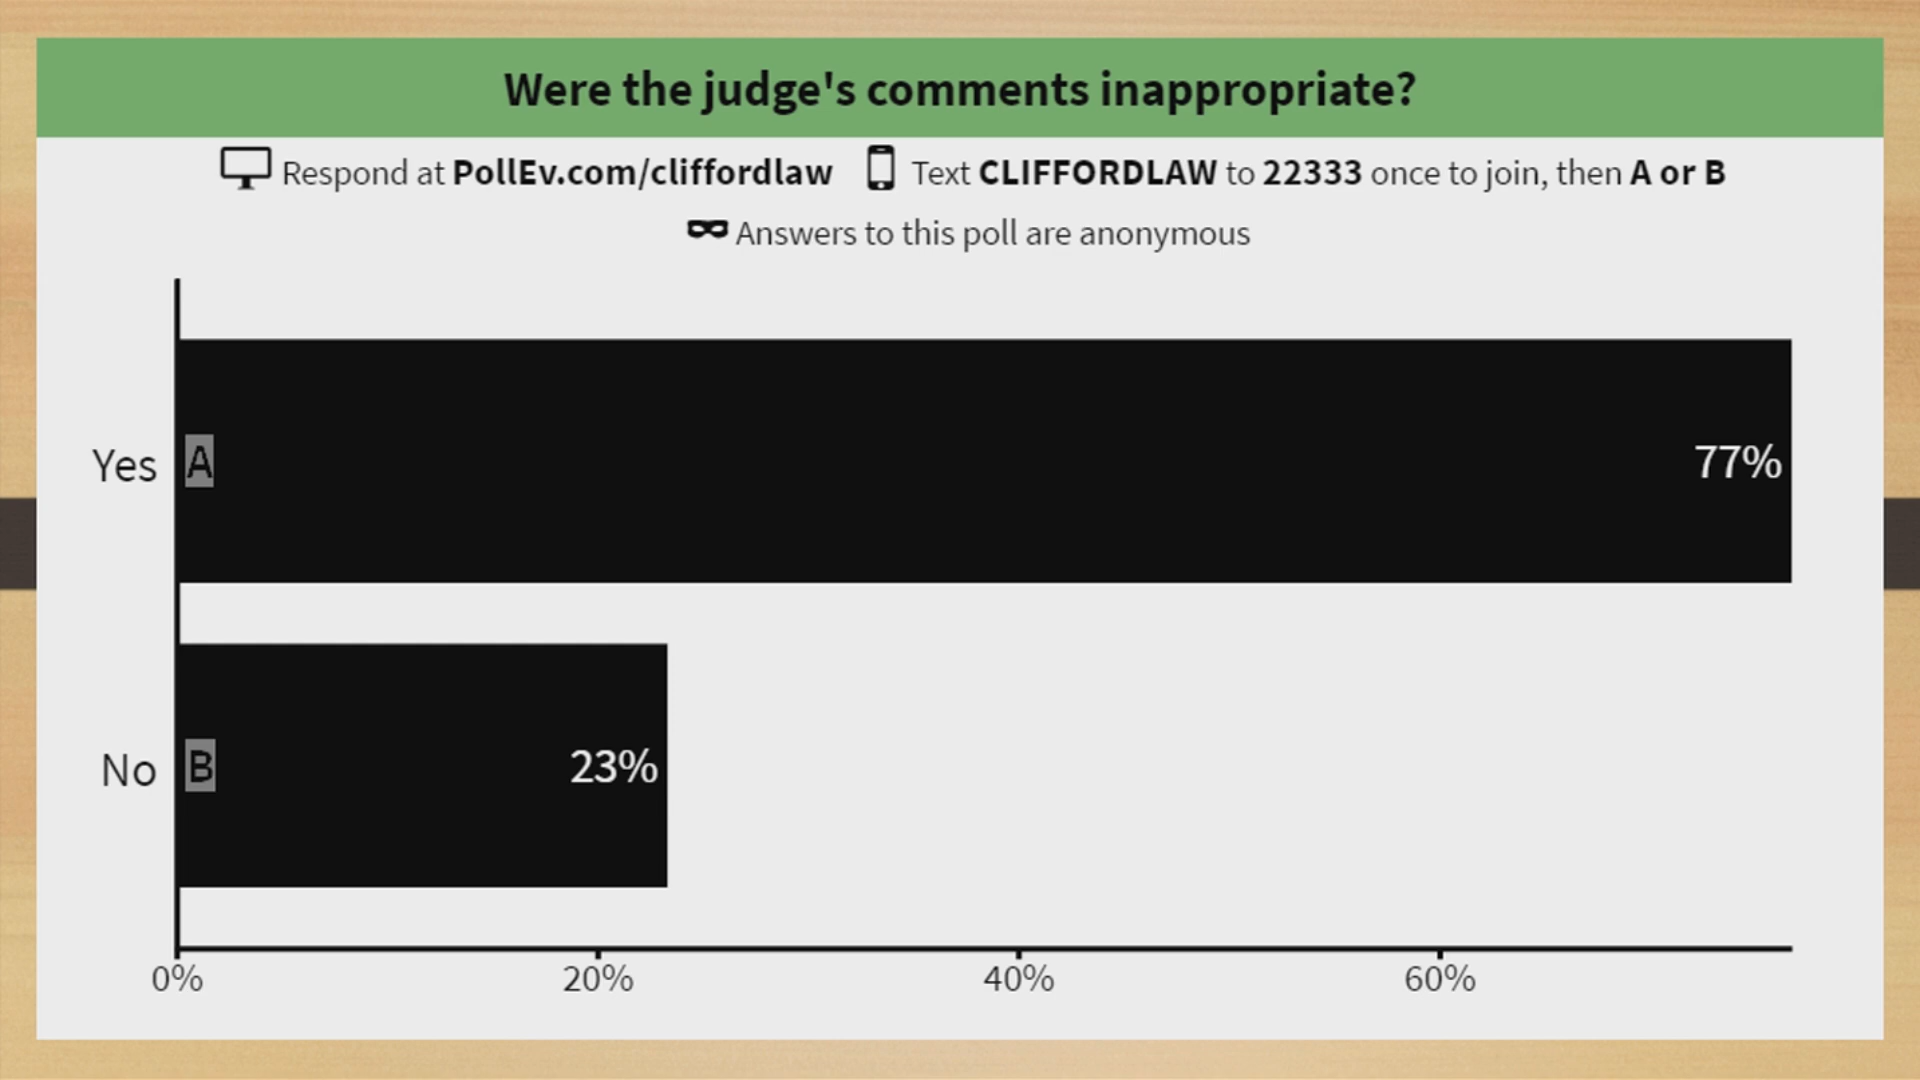 Were the judge's comments inappropriate?
Respond at PollEv.com/cliffordlaw Text CLIFFORDLAW to 22333 once to join, then A or B
Answers to this poll are anonymous
Yes A 77%
No B 23%
0% 20% 40% 60%